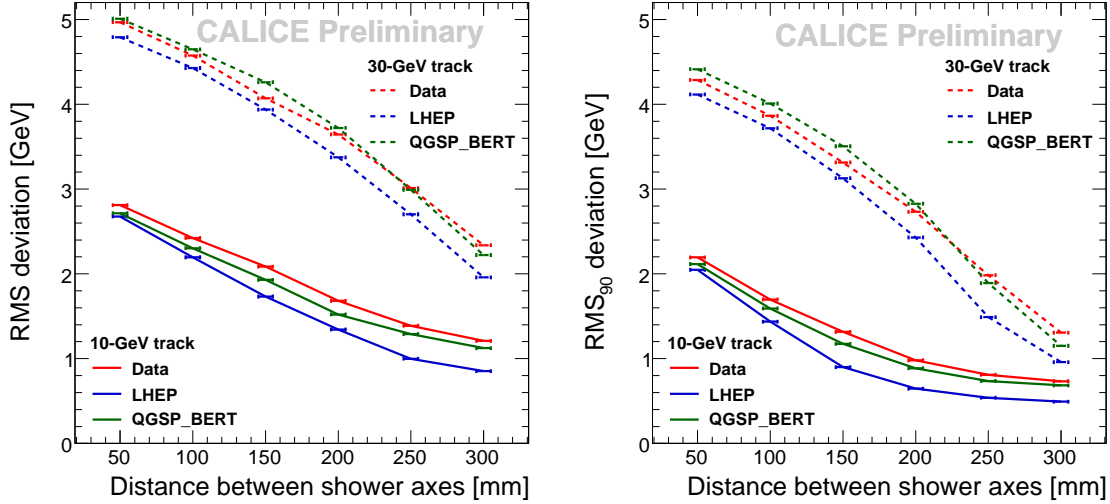 CALICE Preliminary
30-GeV track
Data
LHEP
QGSP_BERT
10-GeV track
Data
LHEP
QGSP_BERT
RMS deviation [GeV]
5
4
3
2
1
0
50 100 150 200 250 300
Distance between shower axes [mm]
CALICE Preliminary
30-GeV track
Data
LHEP
QGSP_BERT
10-GeV track
Data
LHEP
QGSP_BERT
RMS90 deviation [GeV]
5
4
3
2
1
0
50 100 150 200 250 300
Distance between shower axes [mm]